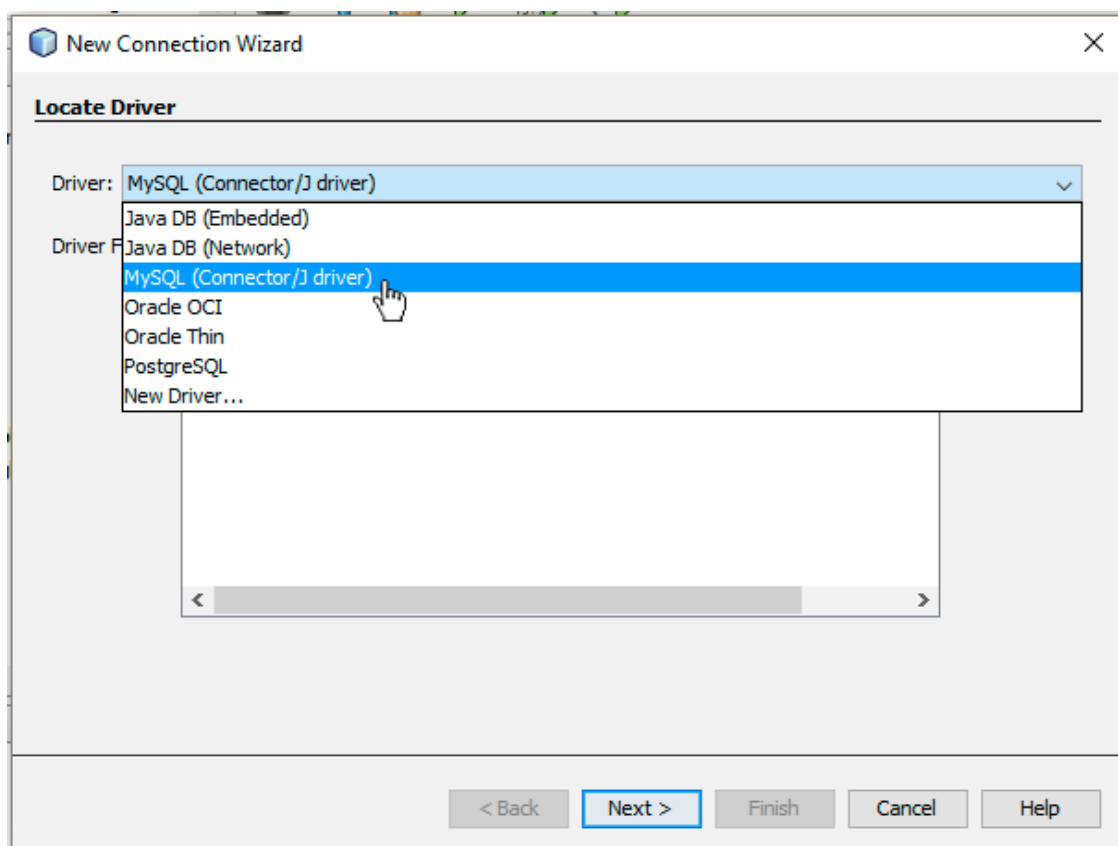 New Connection Wizard
Locate Driver
Driver: MySQL (Connector/J driver)
Java DB (Embedded)
Driver F Java DB (Network)
MySQL (Connector/J driver)
Oracle OCI
Oracle Thin
PostgreSQL
New Driver...
< Back Next > Finish Cancel Help